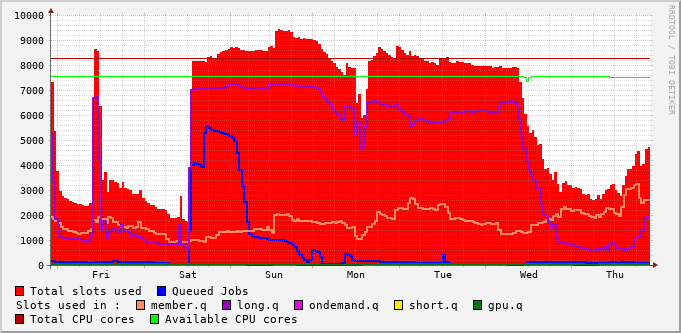 10000
9000
8000
7000
6000
5000
4000
3000
2000
1000
0
Fri Sat Sun Mon Tue Wed Thu
RRDTOOL / TOBI OETIKER
Total slots used Queued Jobs
Slots used in : member.q long.q ondemand.q short.q gpu.q
Total CPU cores Available CPU cores